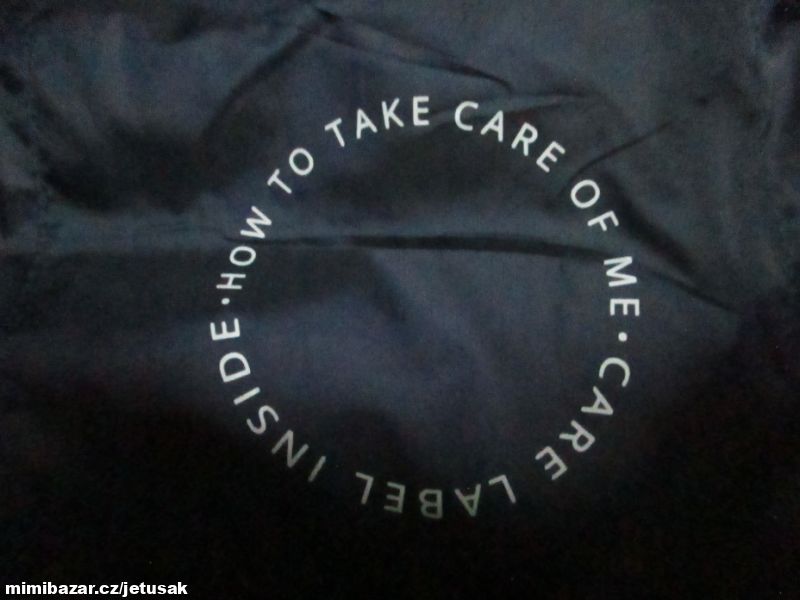 HOW TO TAKE CARE OF ME · CARE LABEL INSIDE ·
mimibazar.cz/jetusak